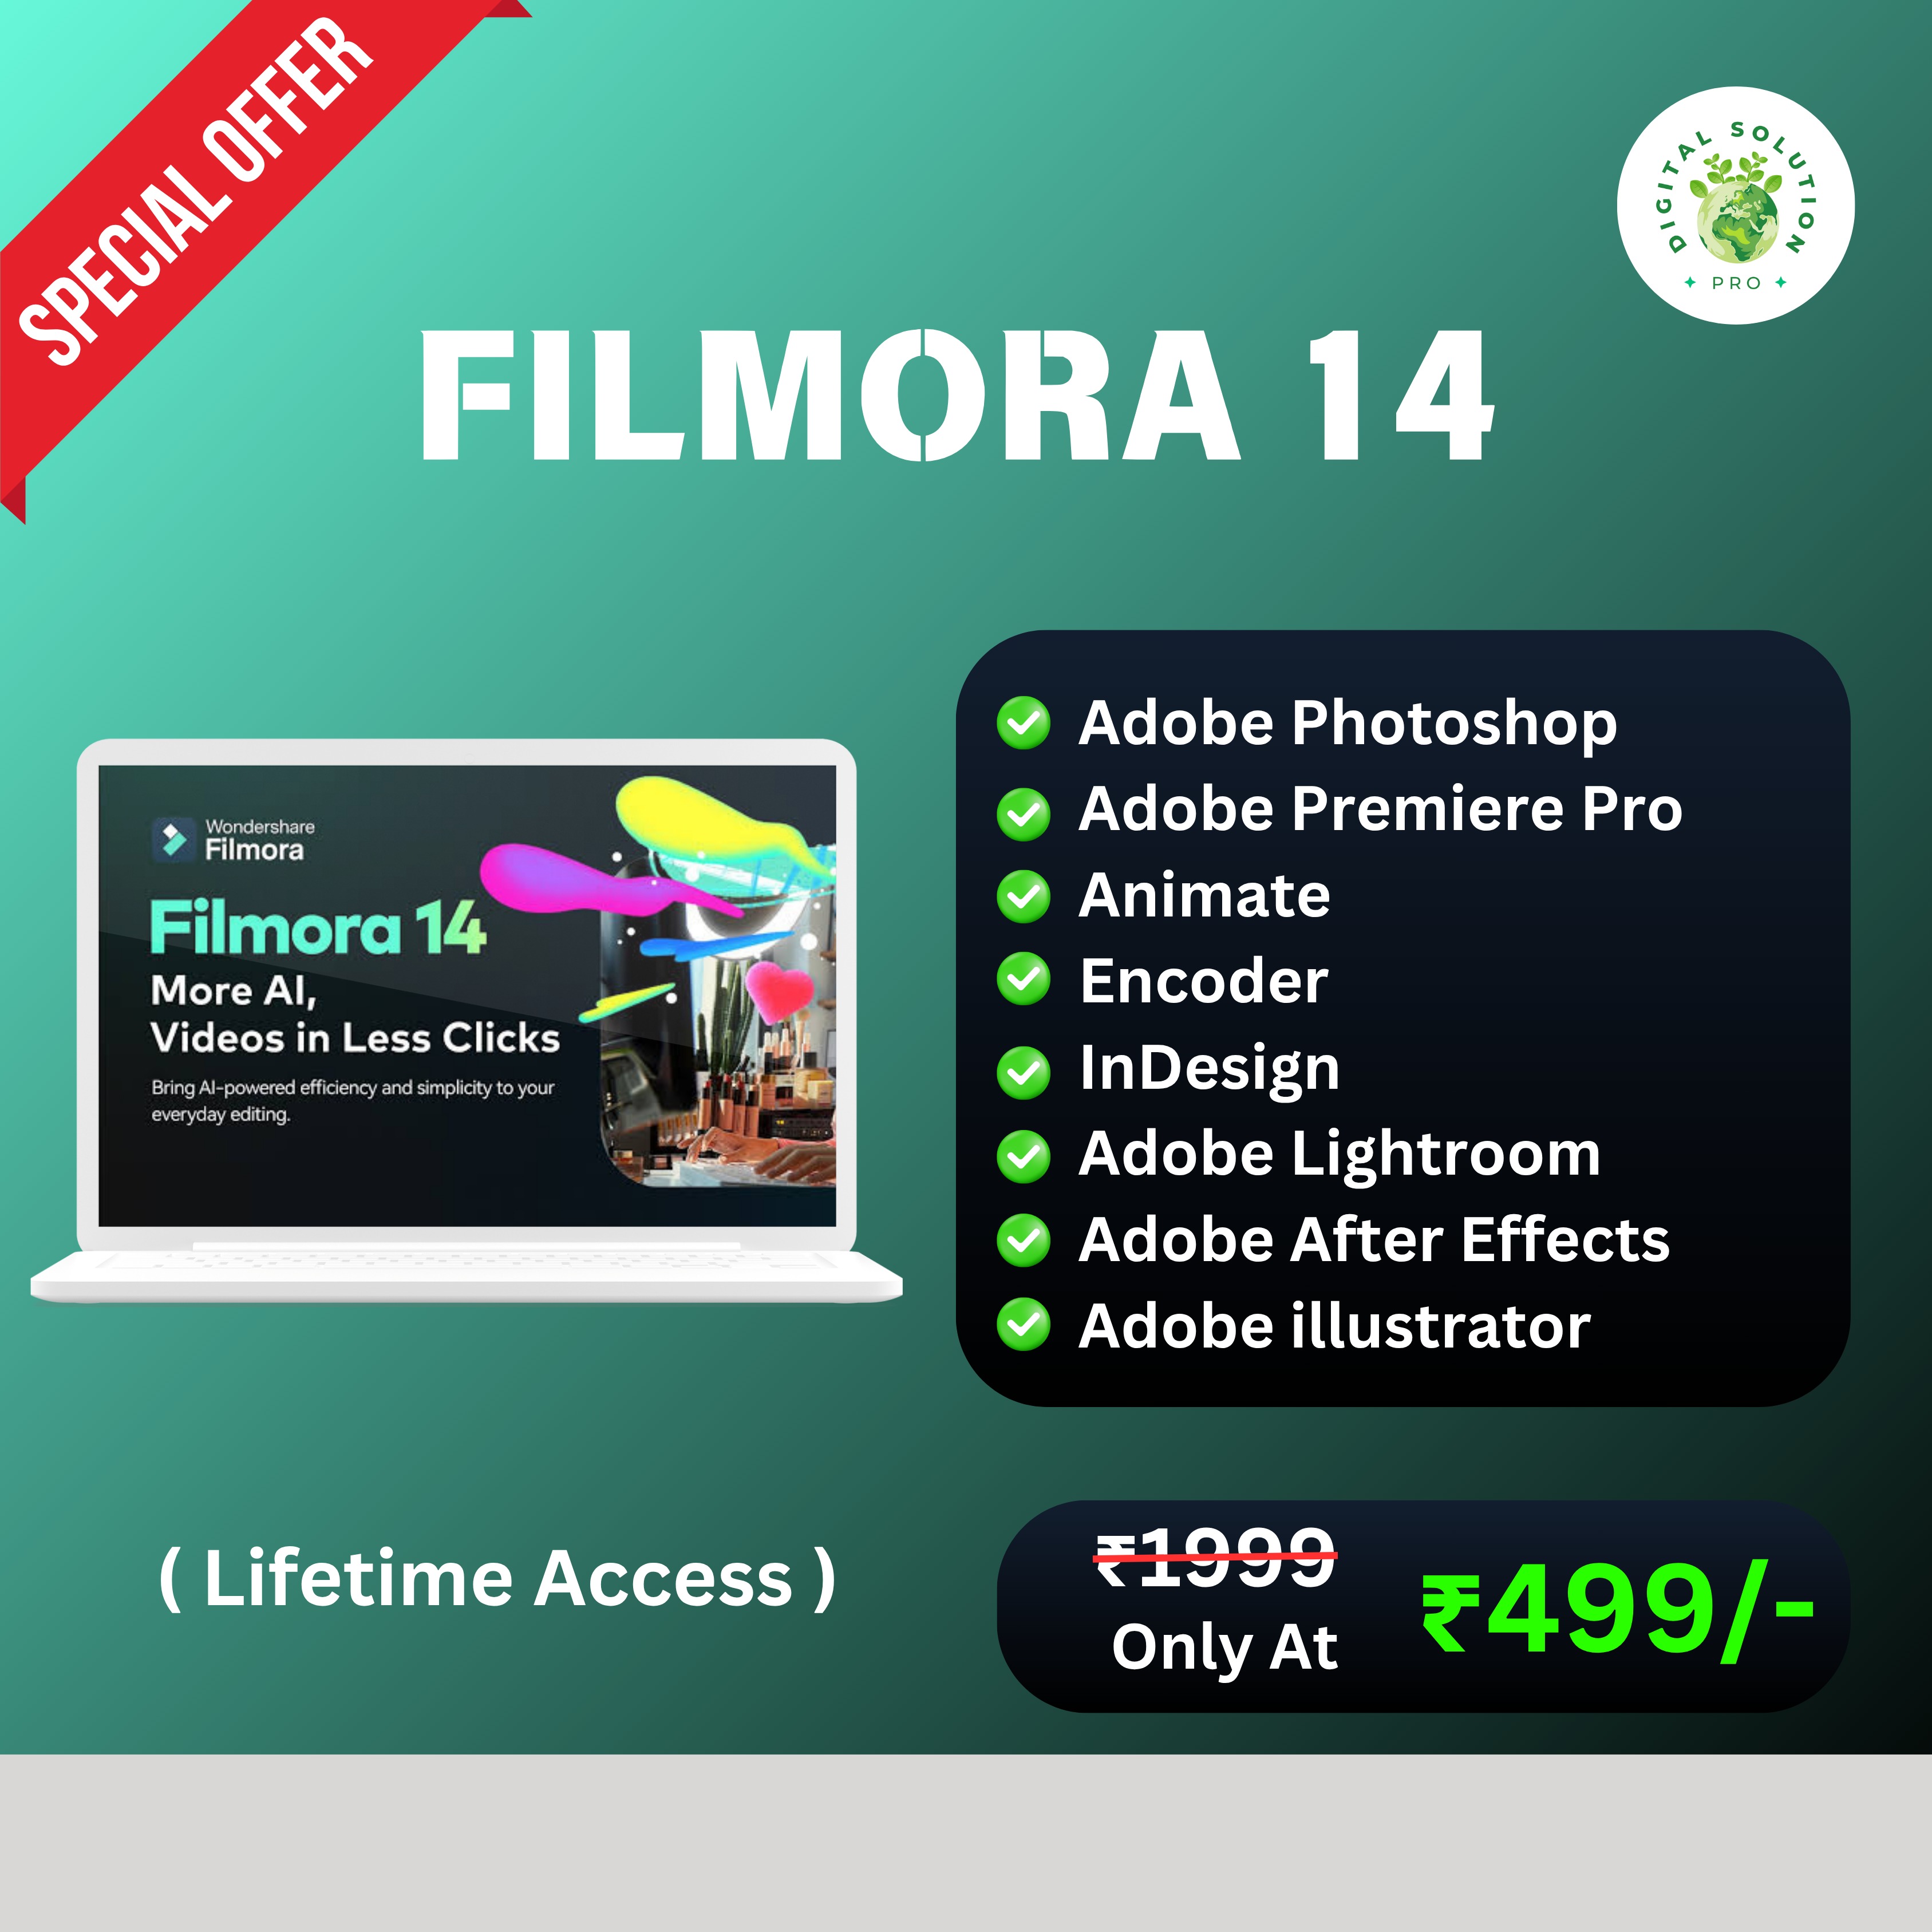 SPECIAL OFFER
DIGITAL SOLUTION
PRO
FILMORA 14
Wondershare
Filmora
Filmora 14
More AI,
Videos in Less Clicks
Bring AI-powered efficiency and simplicity to your
everyday editing.
Adobe Photoshop
Adobe Premiere Pro
Animate
Encoder
InDesign
Adobe Lightroom
Adobe After Effects
Adobe illustrator
( Lifetime Access )
₹1999
Only At
₹499/-